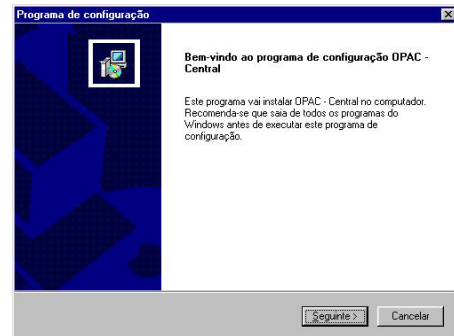 Programa de configuração
Bem-vindo ao programa de configuração OPAC -
Central
Este programa vai instalar OPAC - Central no computador.
Recomenda-se que saia de todos os programas do
Windows antes de executar este programa de
configuração.
Seguinte >
Cancelar